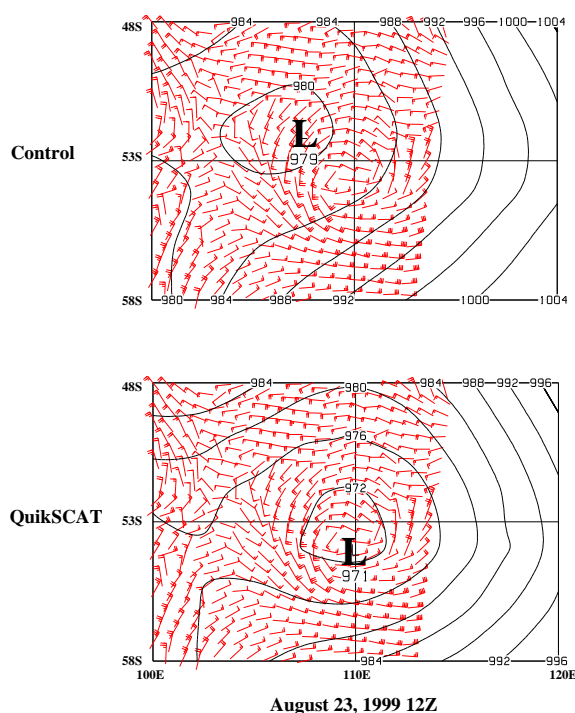 48S 984 984 988 992 996 1000 1004
980
L
Control
53S 979
58S 980 984 988 992 1000 1004
48S 984 980 984 988 992 996
976
972
QuikSCAT
53S
L
971
58S 984 992 996
100E 110E 120E
August 23, 1999 12Z